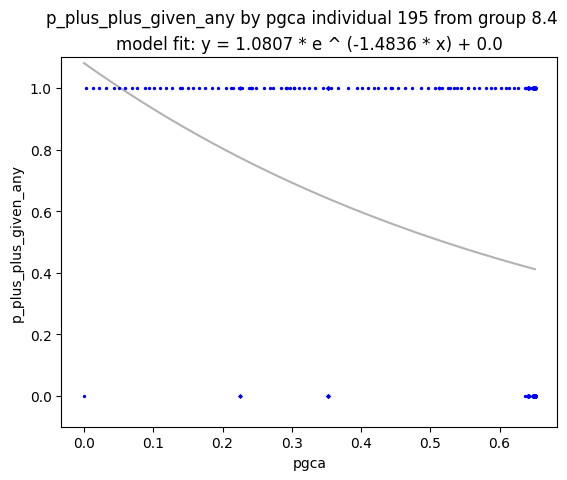 p_plus_plus_given_any by pgca individual 195 from group 8.4
model fit: y = 1.0807 * e ^ (-1.4836 * x) + 0.0
p_plus_plus_given_any
1.0
0.8
0.6
0.4
0.2
0.0
0.0 0.1 0.2 0.3 0.4 0.5 0.6
pgca